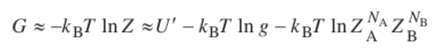 G ≈ −k_B T ln Z ≈ U′ − k_B T ln g − k_B T ln Z_A^{N_A} Z_B^{N_B}